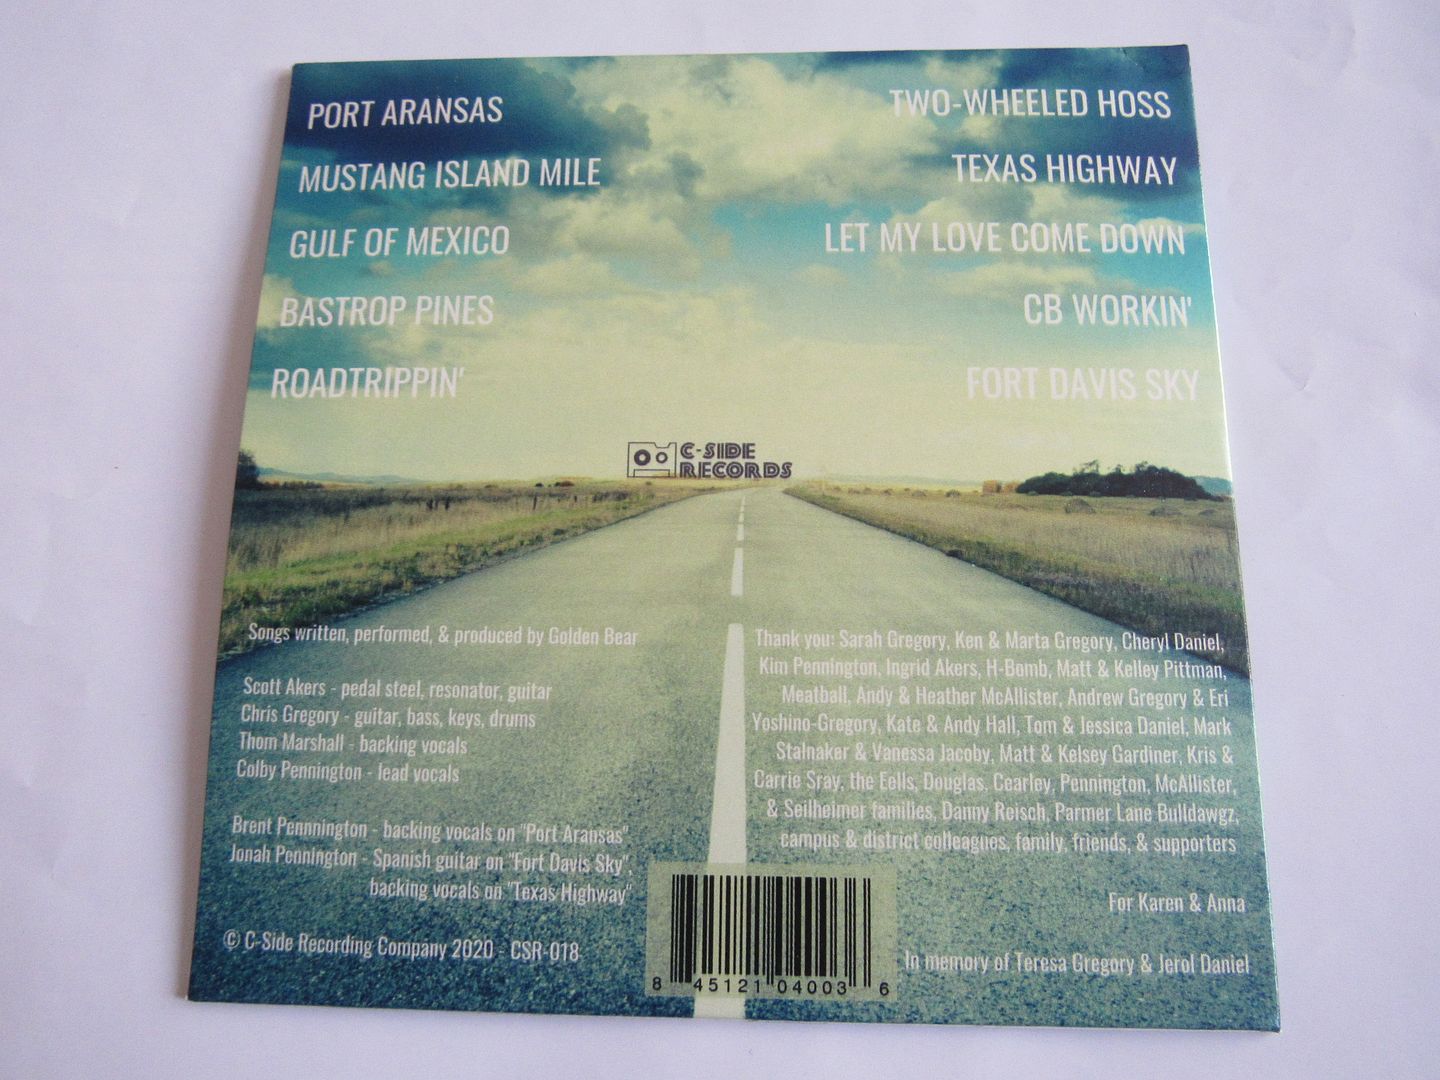 PORT ARANSAS
MUSTANG ISLAND MILE
GULF OF MEXICO
BASTROP PINES
ROADTRIPPIN'
TWO-WHEELED HOSS
TEXAS HIGHWAY
LET MY LOVE COME DOWN
CB WORKIN'
FORT DAVIS SKY
C-SIDE
RECORDS
Songs written, performed, & produced by Golden Bear
Scott Akers - pedal steel, resonator, guitar
Chris Gregory - guitar, bass, keys, drums
Thom Marshall - backing vocals
Colby Pennington - lead vocals
Brent Pennnington - backing vocals on "Port Aransas"
Jonah Pennington - Spanish guitar on "Fort Davis Sky",
backing vocals on "Texas Highway"
© C-Side Recording Company 2020 - CSR-018
Thank you: Sarah Gregory, Ken & Marta Gregory, Cheryl Daniel,
Kim Pennington, Ingrid Akers, H-Bomb, Matt & Kelley Pittman,
Meatball, Andy & Heather McAllister, Andrew Gregory & Eri
Yoshino-Gregory, Kate & Andy Hall, Tom & Jessica Daniel, Mark
Stalnaker & Vanessa Jacoby, Matt & Kelsey Gardiner, Kris &
Carrie Sray, the Eells, Douglas. Cearley, Pennington, McAllister,
& Seilheimer families, Danny Reisch, Parmer Lane Bulldawgz,
campus & district colleagues, family, friends, & supporters
For Karen & Anna
In memory of Teresa Gregory & Jerol Daniel
8 45121 04003 6